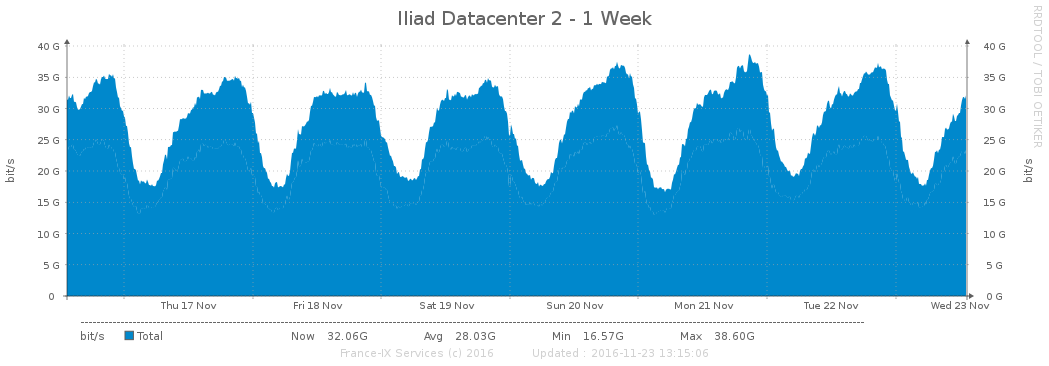 Iliad Datacenter 2 - 1 Week
RRDTOOL / TOBI OETIKER
bit/s
40 G
35 G
30 G
25 G
20 G
15 G
10 G
5 G
0
40 G
35 G
30 G
25 G
20 G
15 G
10 G
5 G
0 G
bit/s
Thu 17 Nov Fri 18 Nov Sat 19 Nov Sun 20 Nov Mon 21 Nov Tue 22 Nov Wed 23 Nov
bit/s Total Now 32.06G Avg 28.03G Min 16.57G Max 38.60G
France-IX Services (c) 2016 Updated : 2016-11-23 13:15:06